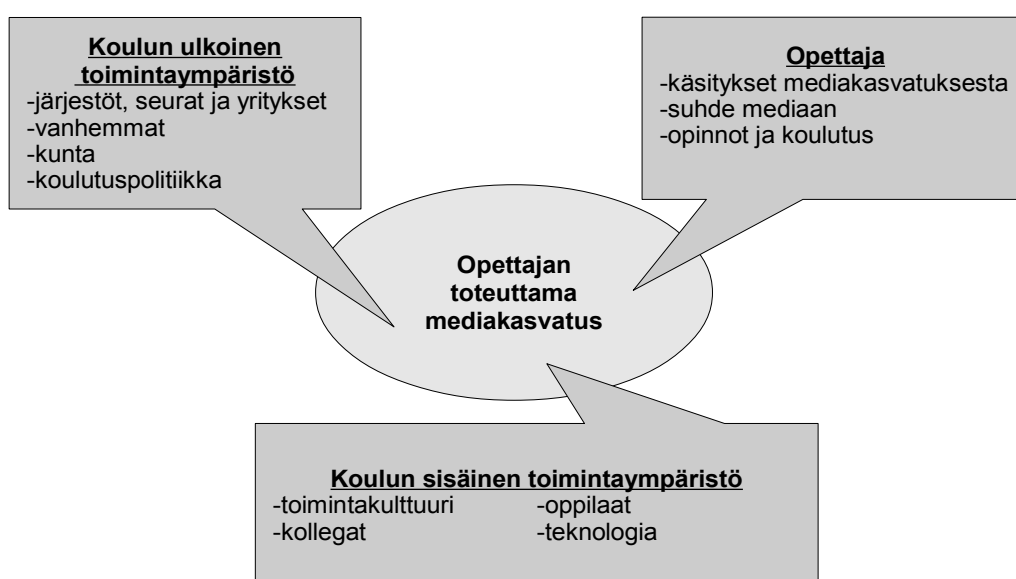 Koulun ulkoinen
toimintaympäristö
-järjestöt, seurat ja yritykset
-vanhemmat
-kunta
-koulutuspolitiikka
Opettaja
-käsitykset mediakasvatuksesta
-suhde mediaan
-opinnot ja koulutus
Opettajan
toteuttama
mediakasvatus
Koulun sisäinen toimintaympäristö
-toimintakulttuuri
-kollegat
-oppilaat
-teknologia